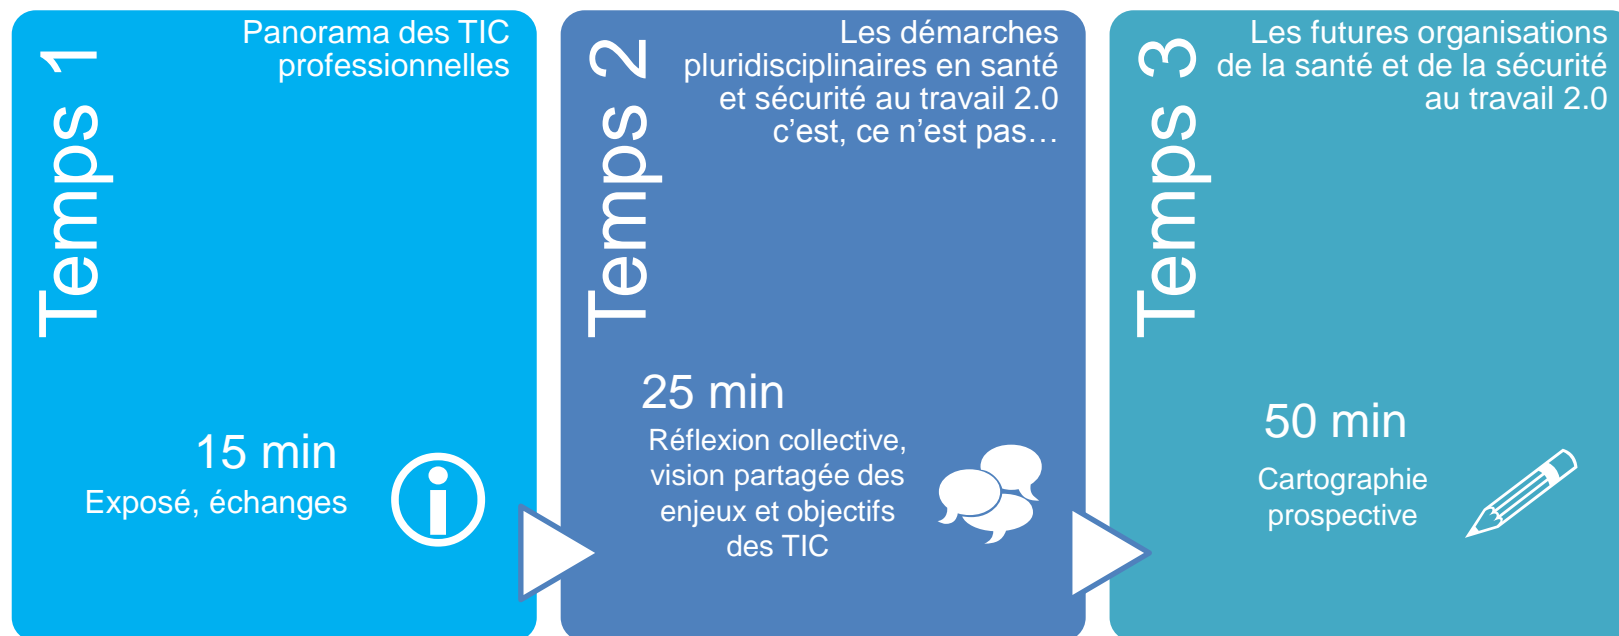 Temps 1
Panorama des TIC
professionnelles
15 min
Exposé, échanges
Temps 2
Les démarches
pluridisciplinaires en santé
et sécurité au travail 2.0
c’est, ce n’est pas…
25 min
Réflexion collective,
vision partagée des
enjeux et objectifs
des TIC
Temps 3
Les futures organisations
de la santé et de la sécurité
au travail 2.0
50 min
Cartographie
prospective